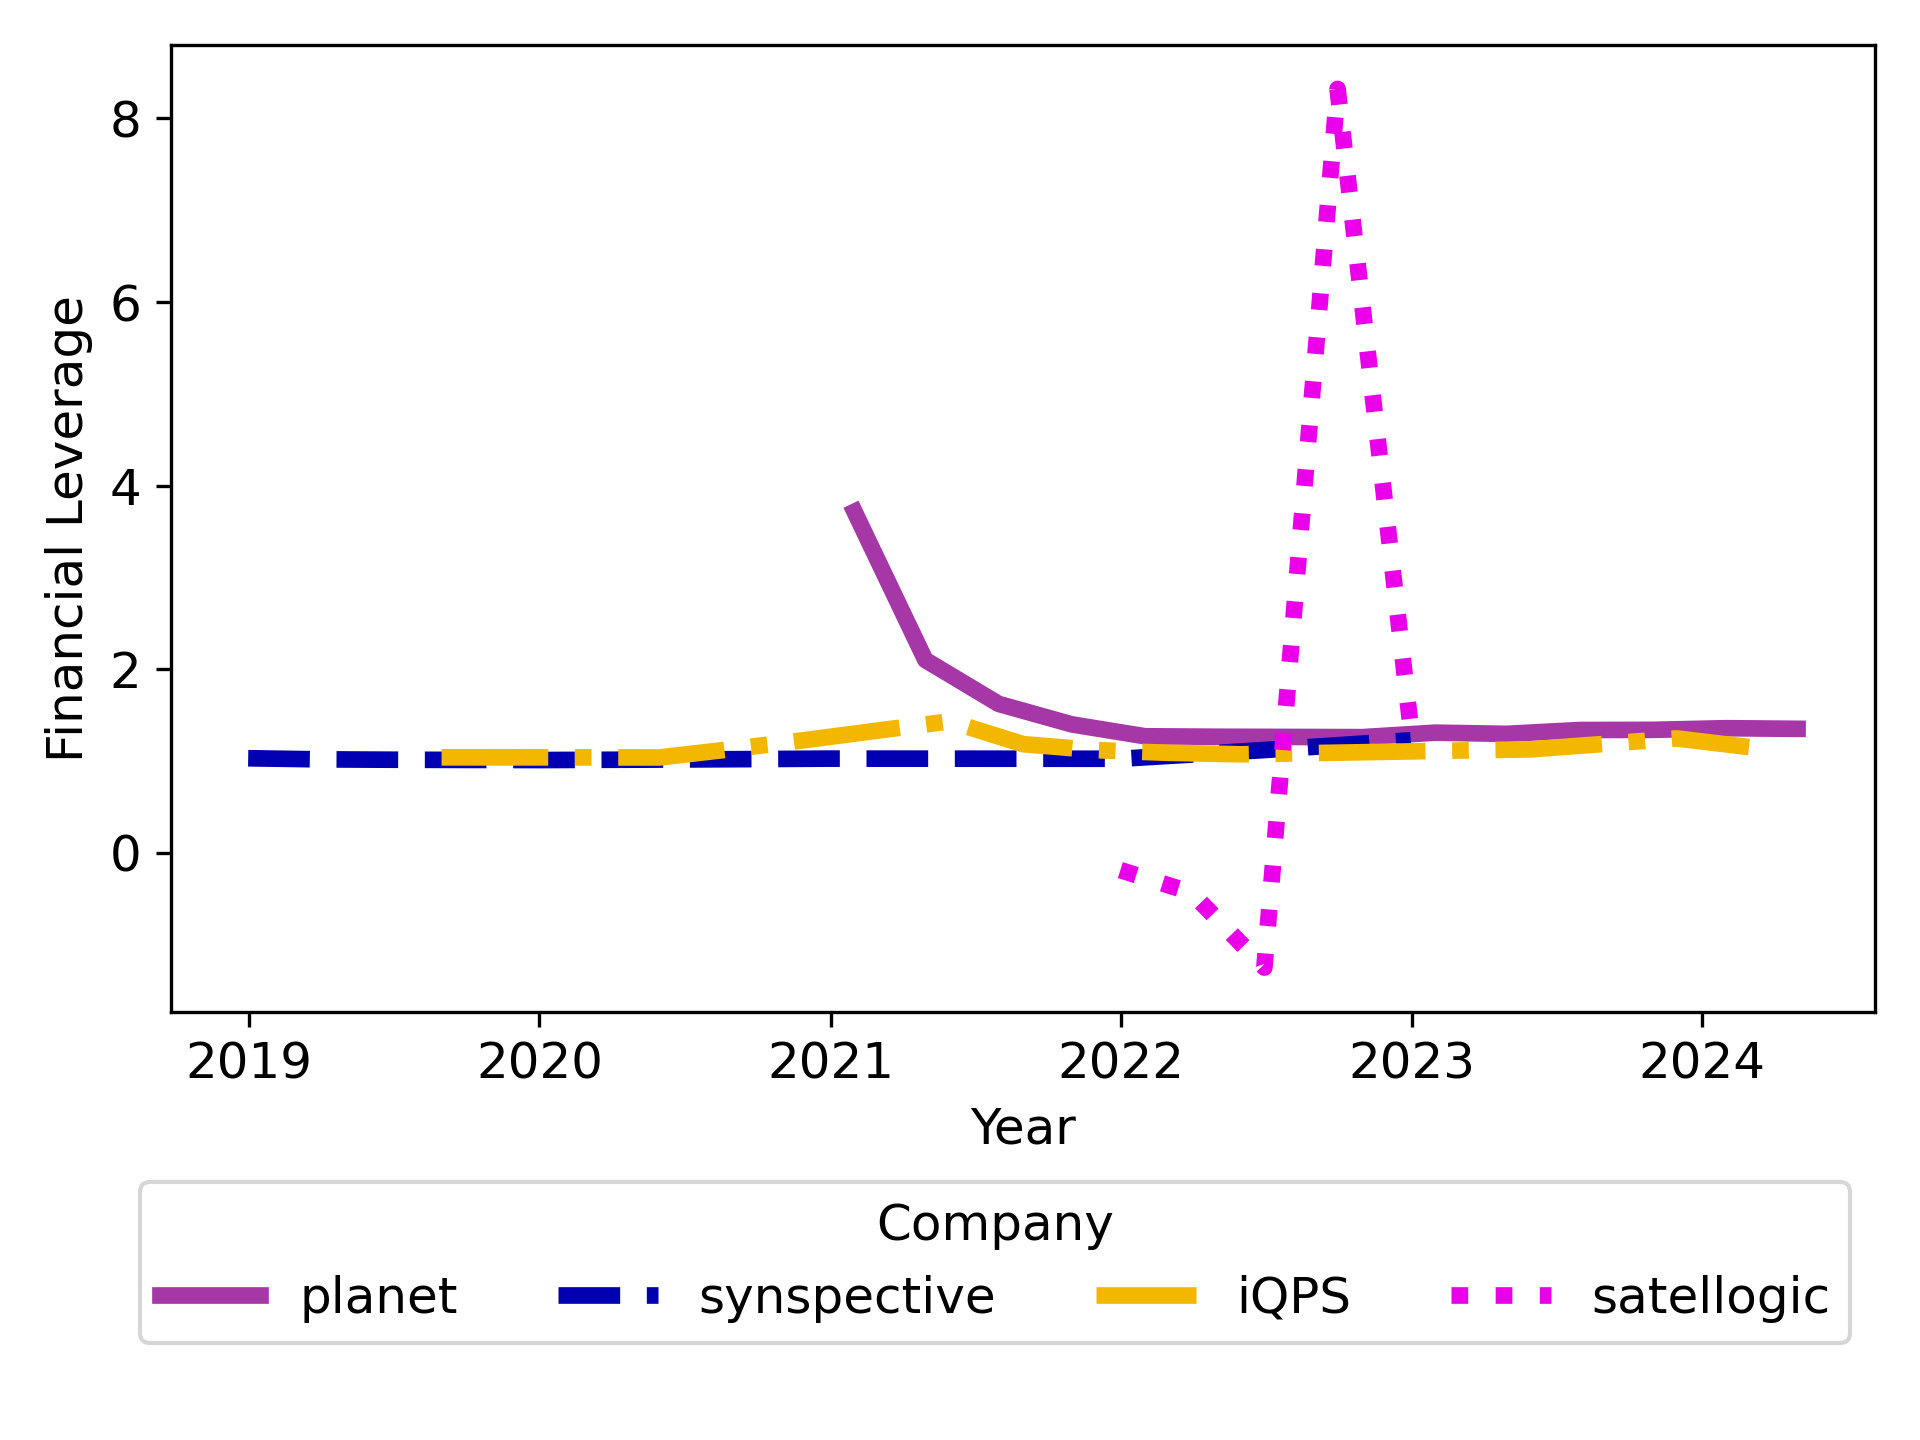 8
6
4
2
0
Financial Leverage
2019 2020 2021 2022 2023 2024
Year
Company
planet synspective iQPS satellogic